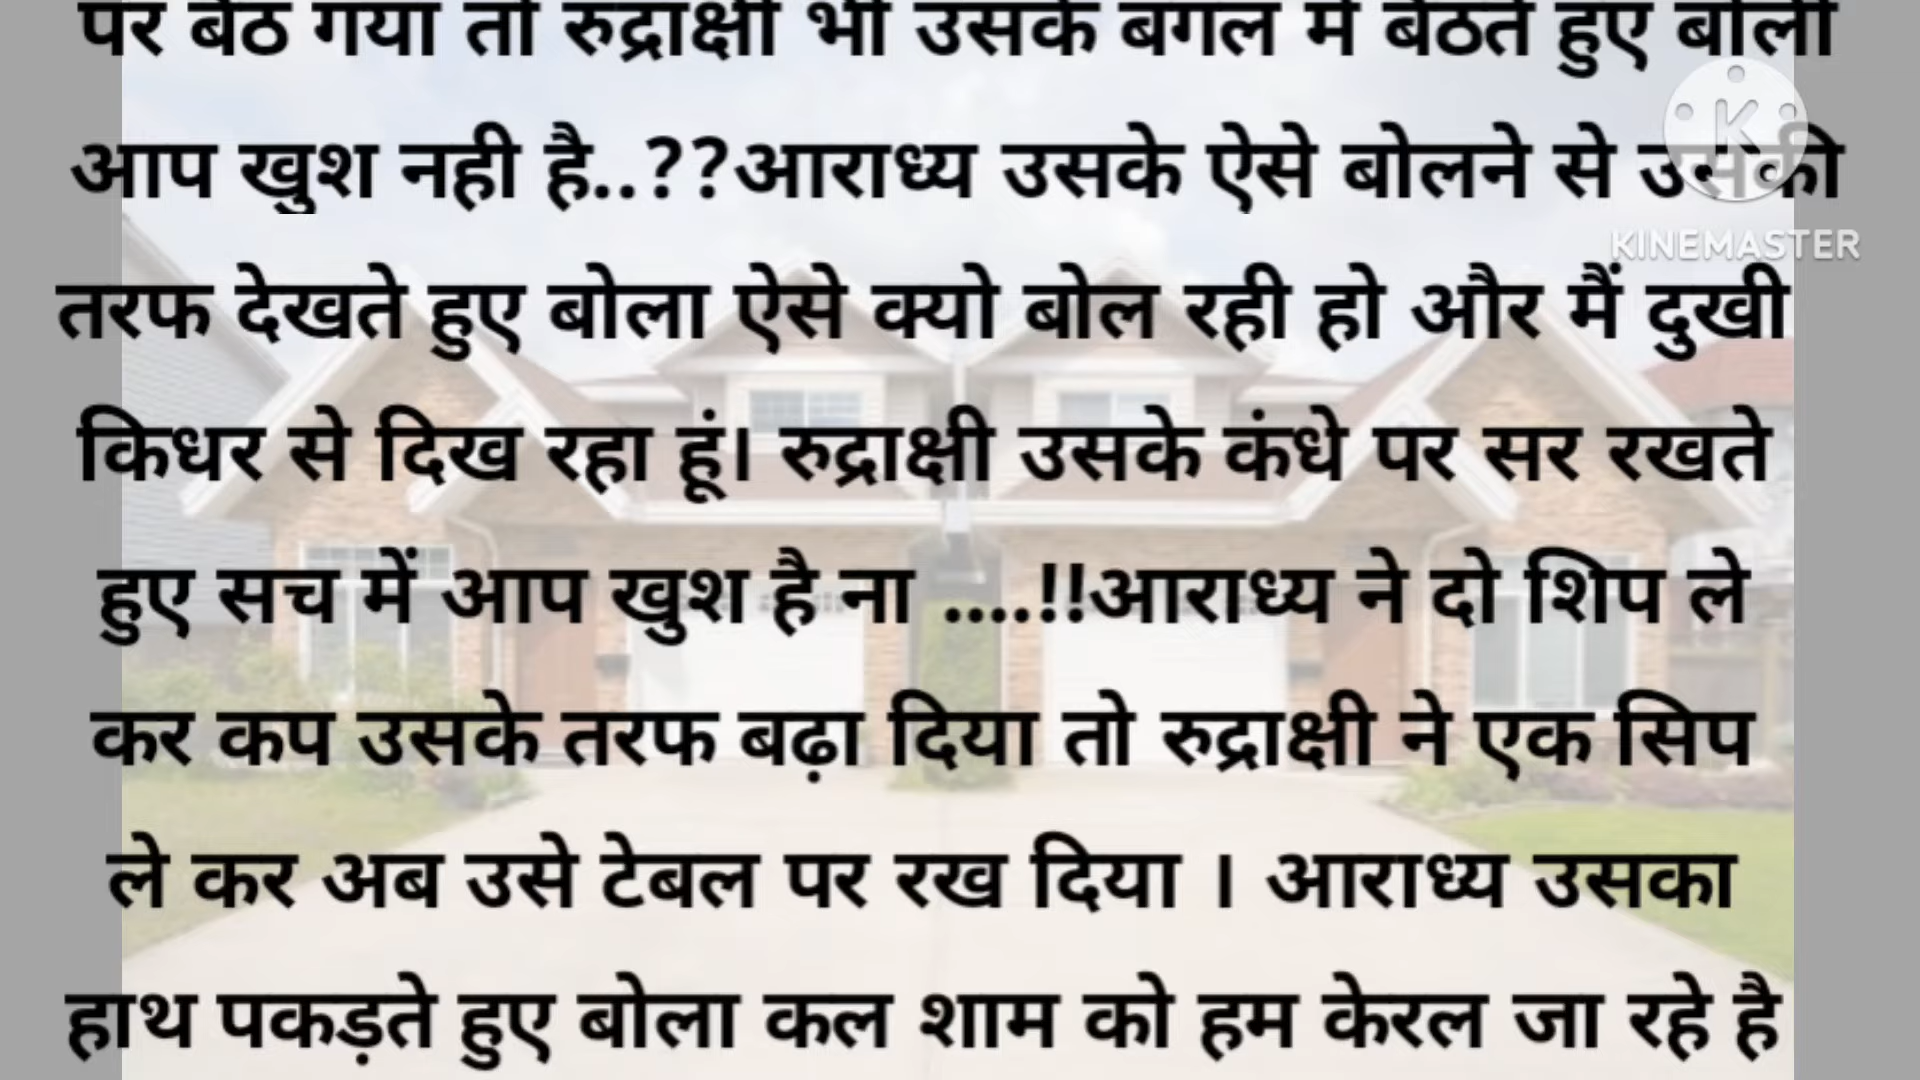 पर बैठ गया तो रुद्राक्षी भी उसके बगल में बैठते हुए बोली
आप खुश नही है..??आराध्य उसके ऐसे बोलने से उसकी
KINEMASTER
तरफ देखते हुए बोला ऐसे क्यो बोल रही हो और मैं दुखी
किधर से दिख रहा हूं। रुद्राक्षी उसके कंधे पर सर रखते
हुए सच में आप खुश है ना ....!!आराध्य ने दो शिप ले
कर कप उसके तरफ बढ़ा दिया तो रुद्राक्षी ने एक सिप
ले कर अब उसे टेबल पर रख दिया । आराध्य उसका
हाथ पकड़ते हुए बोला कल शाम को हम केरल जा रहे है